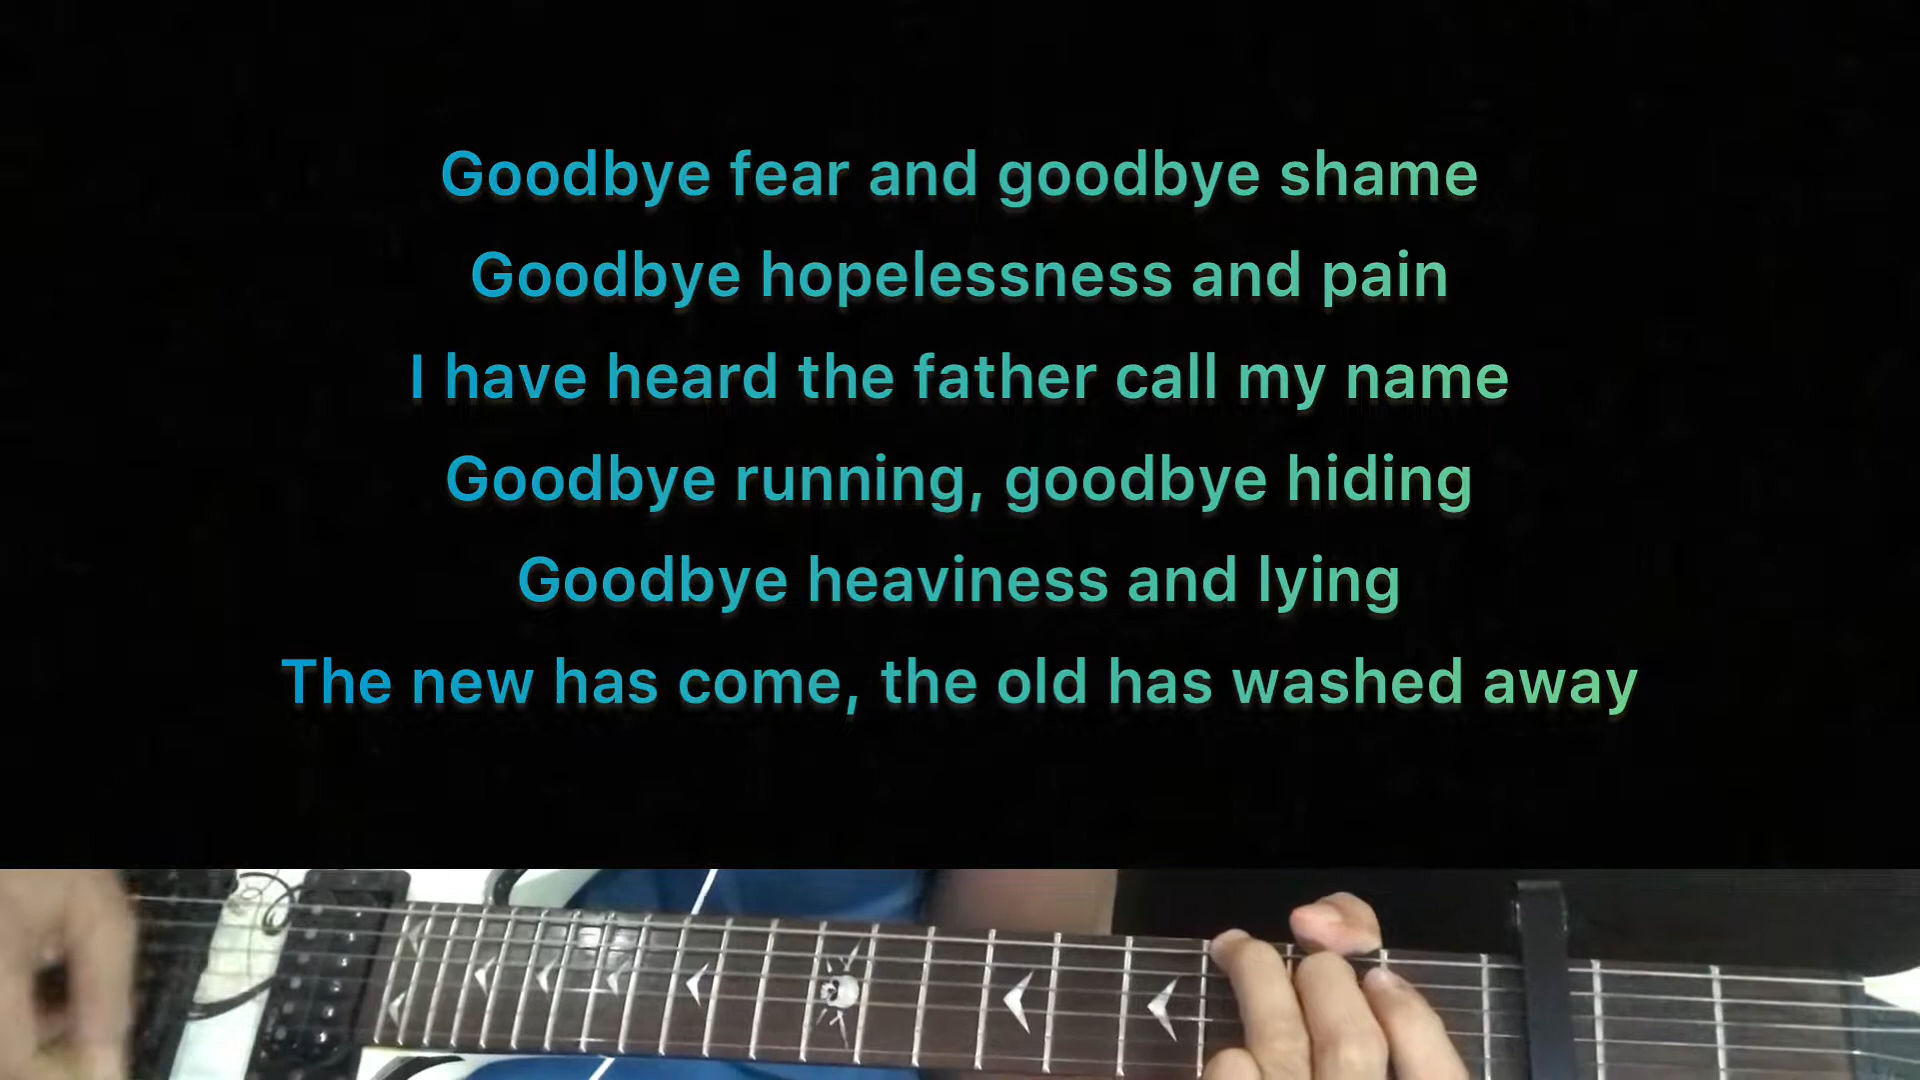 Goodbye fear and goodbye shame
Goodbye hopelessness and pain
I have heard the father call my name
Goodbye running, goodbye hiding
Goodbye heaviness and lying
The new has come, the old has washed away